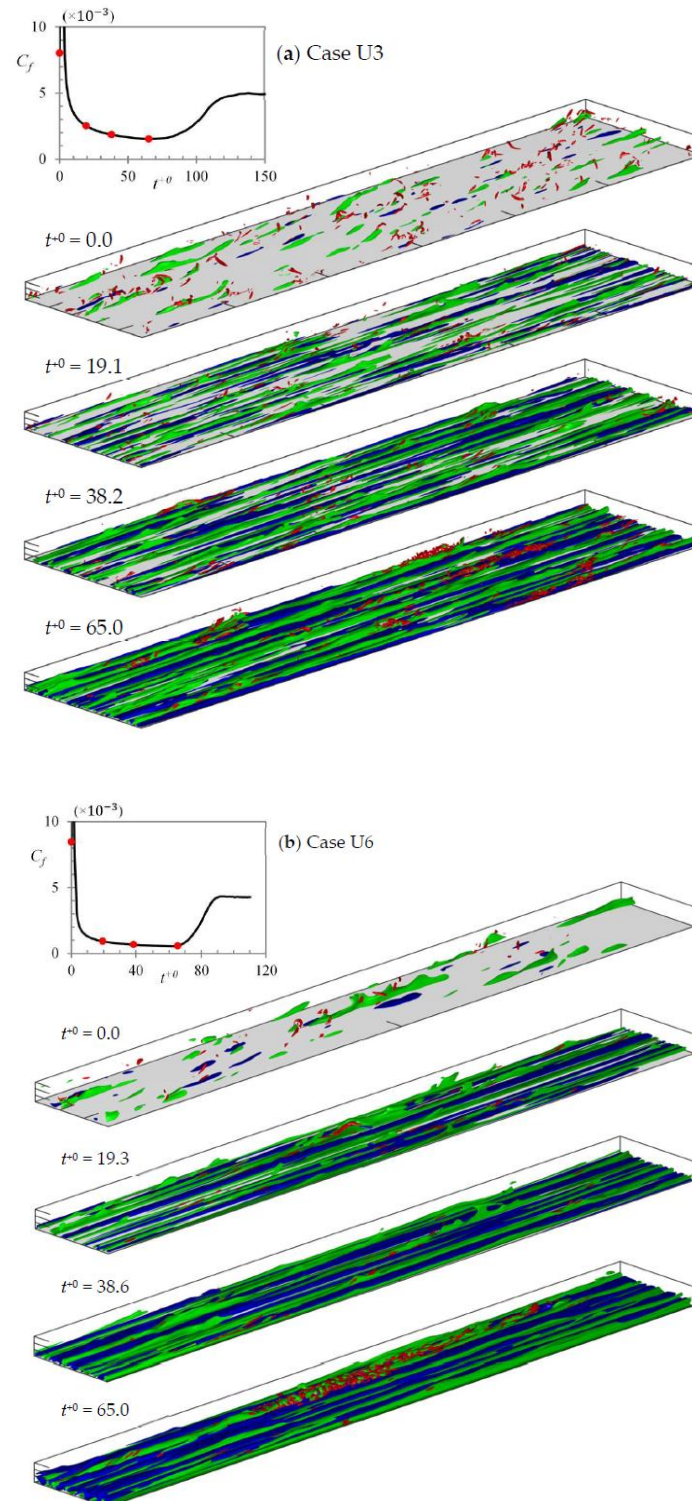 (×10⁻³)
10
C_f
5
0
0 50 100 150
t⁺⁰
(a) Case U3
t⁺⁰ = 0.0
t⁺⁰ = 19.1
t⁺⁰ = 38.2
t⁺⁰ = 65.0
(×10⁻³)
10
C_f
5
0
0 40 80 120
t⁺⁰
(b) Case U6
t⁺⁰ = 0.0
t⁺⁰ = 19.3
t⁺⁰ = 38.6
t⁺⁰ = 65.0